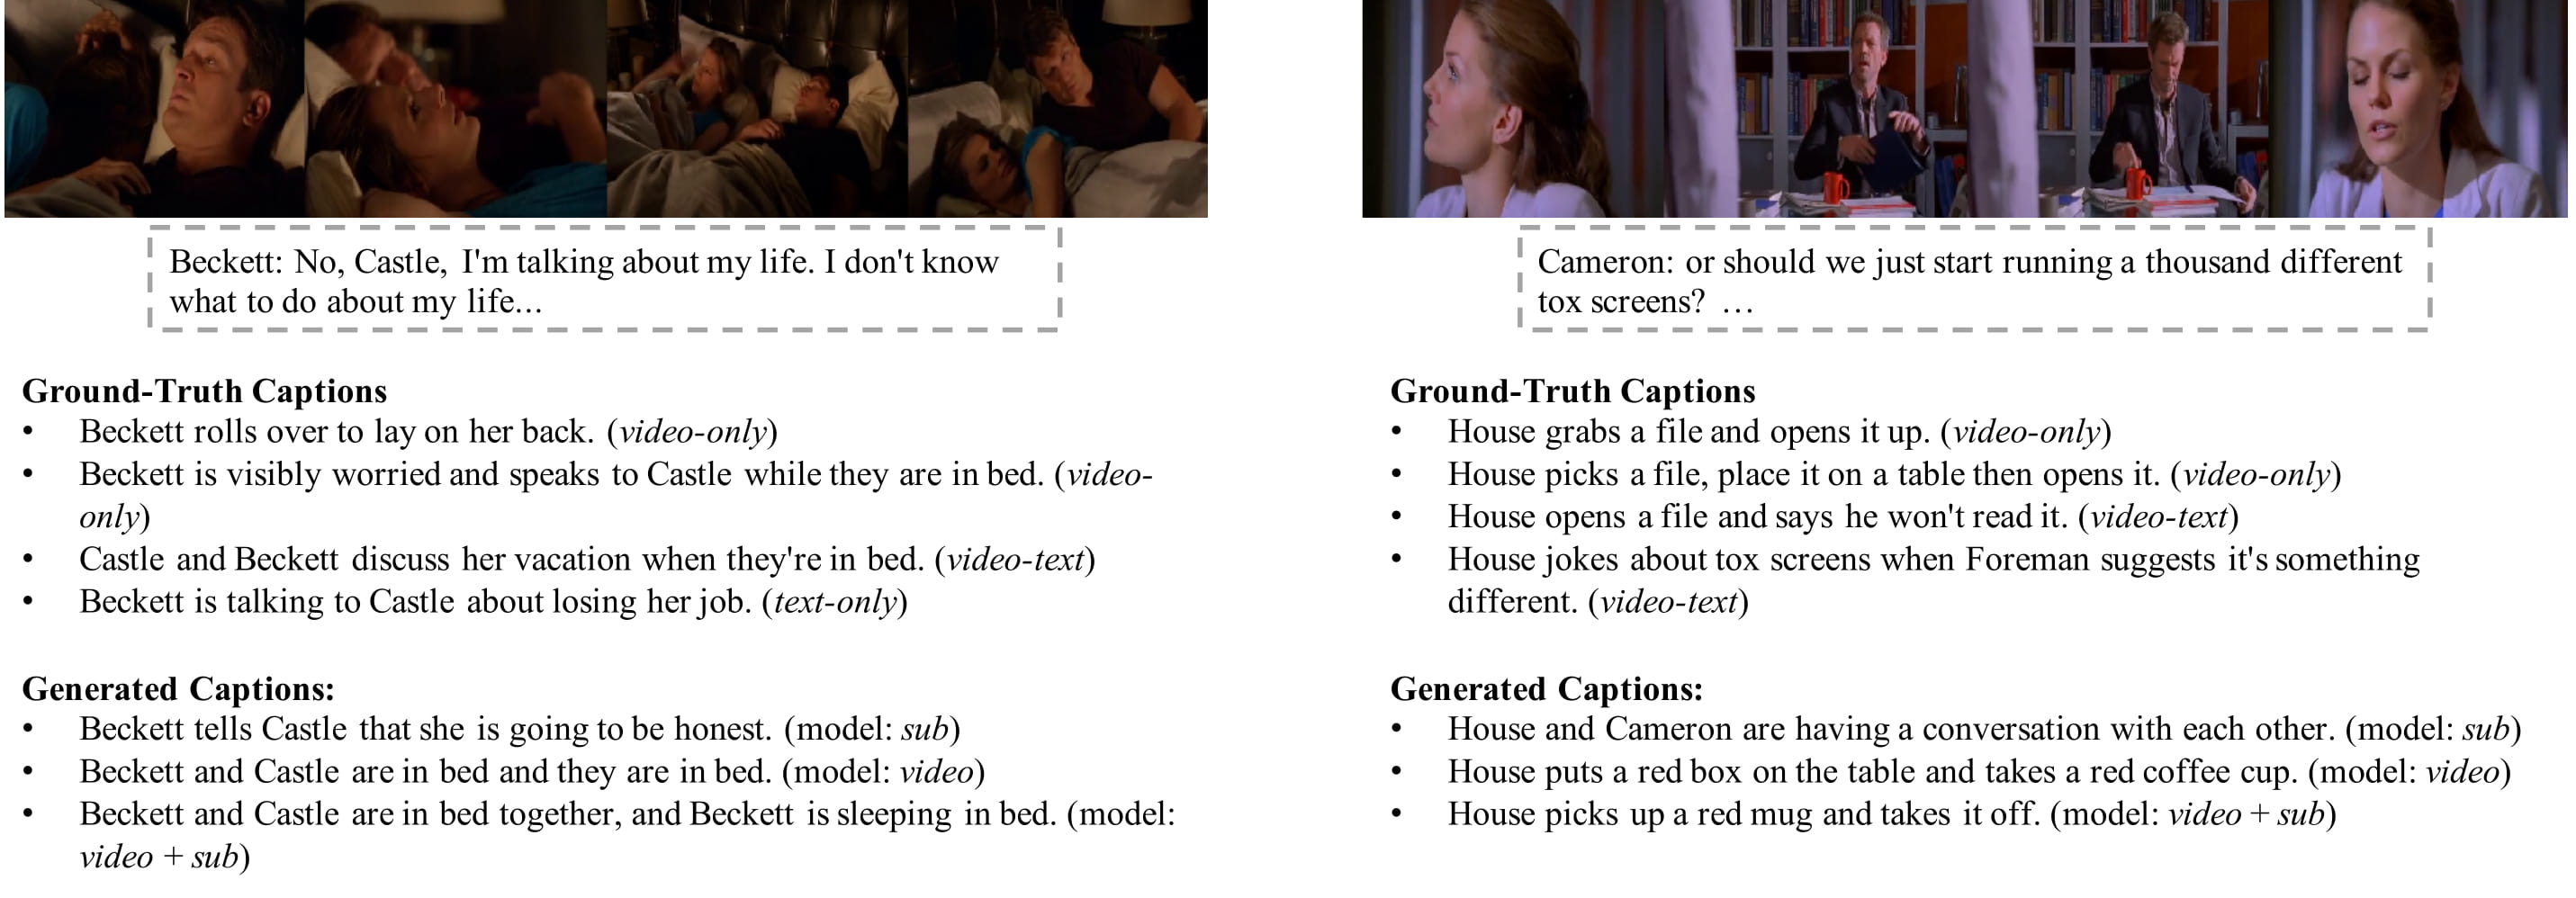 Beckett: No, Castle, I'm talking about my life. I don't know
what to do about my life...
Ground-Truth Captions
• Beckett rolls over to lay on her back. (video-only)
• Beckett is visibly worried and speaks to Castle while they are in bed. (video-
only)
• Castle and Beckett discuss her vacation when they're in bed. (video-text)
• Beckett is talking to Castle about losing her job. (text-only)
Generated Captions:
• Beckett tells Castle that she is going to be honest. (model: sub)
• Beckett and Castle are in bed and they are in bed. (model: video)
• Beckett and Castle are in bed together, and Beckett is sleeping in bed. (model:
video + sub)
Cameron: or should we just start running a thousand different
tox screens? …
Ground-Truth Captions
• House grabs a file and opens it up. (video-only)
• House picks a file, place it on a table then opens it. (video-only)
• House opens a file and says he won't read it. (video-text)
• House jokes about tox screens when Foreman suggests it's something
different. (video-text)
Generated Captions:
• House and Cameron are having a conversation with each other. (model: sub)
• House puts a red box on the table and takes a red coffee cup. (model: video)
• House picks up a red mug and takes it off. (model: video + sub)